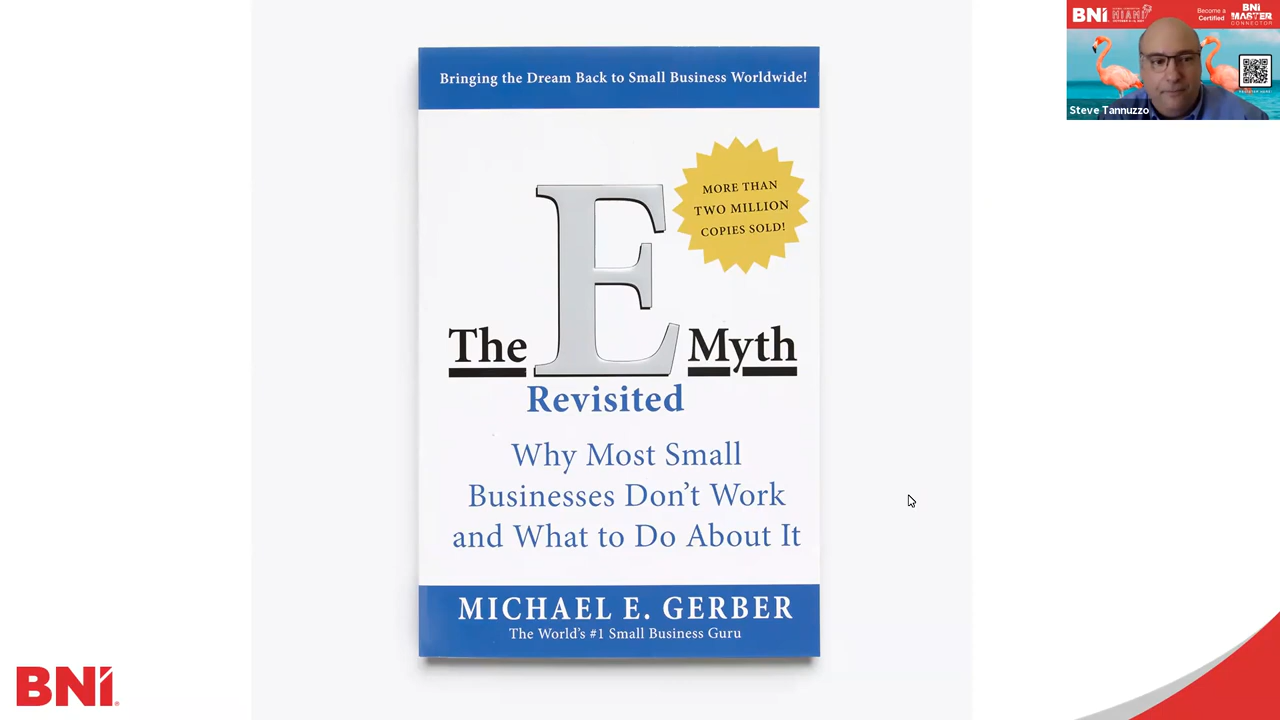 Bringing the Dream Back to Small Business Worldwide!
MORE THAN
TWO MILLION
COPIES SOLD!
The E Myth
Revisited
Why Most Small
Businesses Don't Work
and What to Do About It
MICHAEL E. GERBER
The World's #1 Small Business Guru
BNI®
BNI
MIAMI
Become a
Certified
BNI
MASTER
CONNECTOR
Steve Tannuzzo